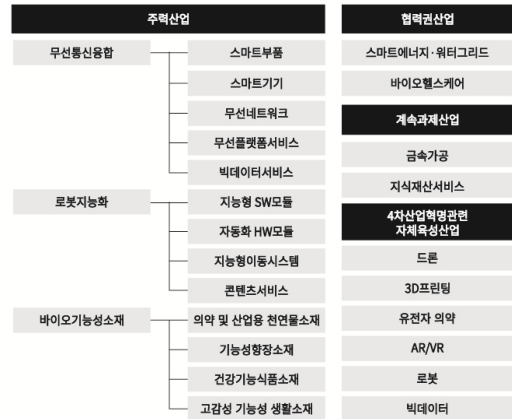 주력산업
무선통신융합
스마트부품
스마트기기
무선네트워크
무선플랫폼서비스
빅데이터서비스
로봇지능화
지능형 SW모듈
자동화 HW모듈
지능형이동시스템
콘텐츠서비스
바이오기능성소재
의약 및 산업용 천연물소재
기능성향장소재
건강기능식품소재
고감성 기능성 생활소재
협력권산업
스마트에너지·워터그리드
바이오헬스케어
계속과제산업
금속가공
지식재산서비스
4차산업혁명관련
자체육성산업
드론
3D프린팅
유전자 의약
AR/VR
로봇
빅데이터